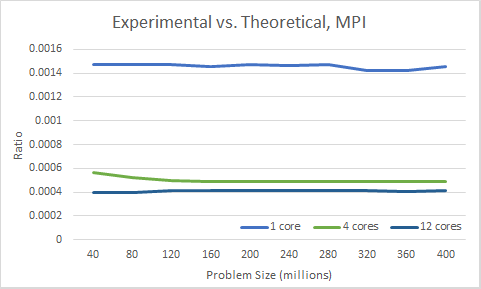 Experimental vs. Theoretical, MPI
0.0016
0.0014
0.0012
0.001
0.0008
0.0006
0.0004
0.0002
0
Ratio
1 core 4 cores 12 cores
40 80 120 160 200 240 280 320 360 400
Problem Size (millions)